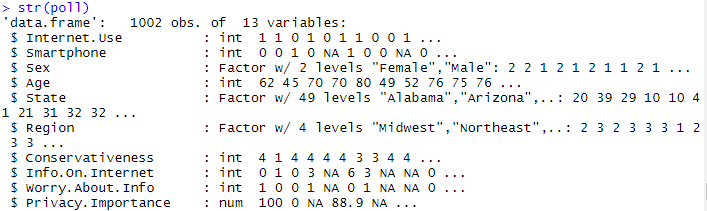 > str(poll)
'data.frame':   1002 obs. of  13 variables:
 $ Internet.Use        : int  1 1 0 1 0 1 1 0 0 1 ...
 $ Smartphone          : int  0 0 1 0 NA 1 0 0 NA 0 ...
 $ Sex                 : Factor w/ 2 levels "Female","Male": 2 2 1 2 1 2 1 1 2 1 ...
 $ Age                 : int  62 45 70 70 80 49 52 76 75 76 ...
 $ State               : Factor w/ 49 levels "Alabama","Arizona",..: 20 39 29 10 10 4
1 21 31 32 32 ...
 $ Region              : Factor w/ 4 levels "Midwest","Northeast",..: 2 3 2 3 3 3 1 2
3 3 ...
 $ Conservativeness    : int  4 1 4 4 4 4 3 3 4 4 ...
 $ Info.On.Internet    : int  0 1 0 3 NA 6 3 NA NA 0 ...
 $ Worry.About.Info    : int  1 0 0 1 NA 0 1 NA NA 0 ...
 $ Privacy.Importance  : num  100 0 NA 88.9 NA ...